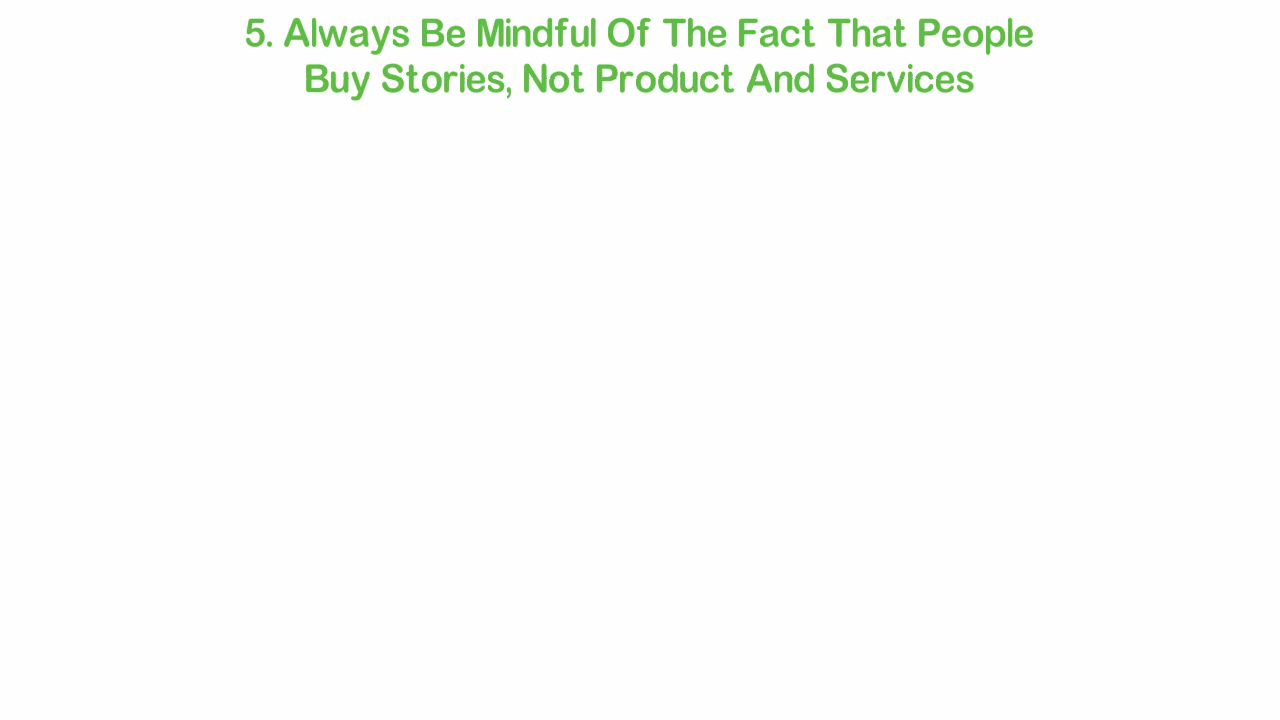 5. Always Be Mindful Of The Fact That People
Buy Stories, Not Product And Services